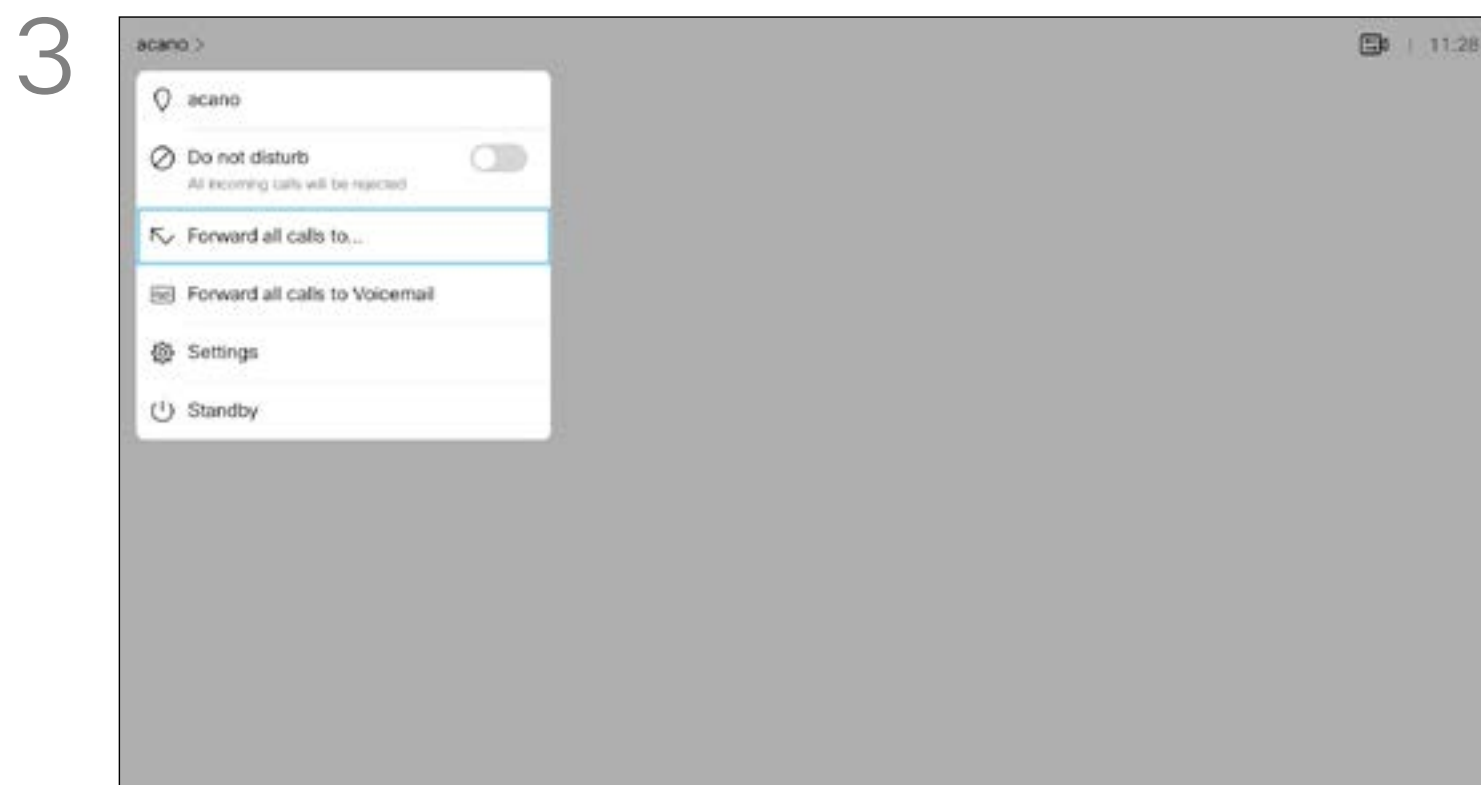 3
acano >
11:28
acano
Do not disturb
All incoming calls will be rejected
Forward all calls to...
Forward all calls to Voicemail
Settings
Standby